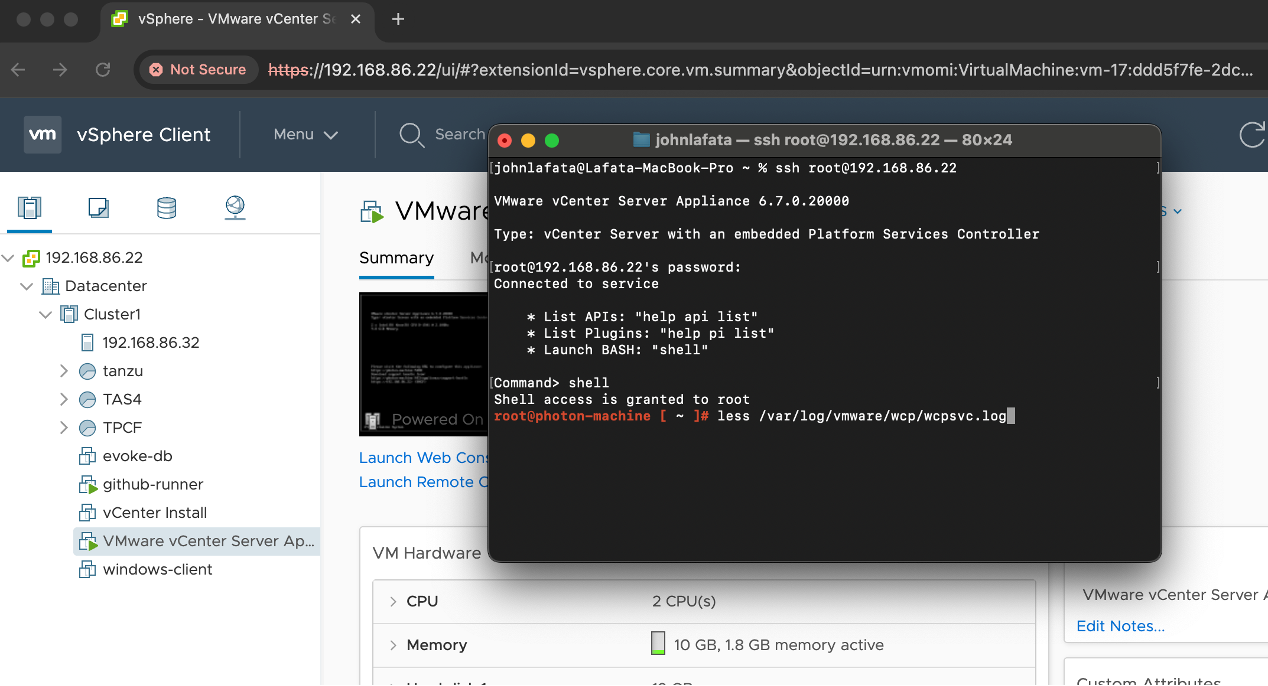 vSphere - VMware vCenter Se
Not Secure https://192.168.86.22/ui/#?extensionId=vsphere.core.vm.summary&objectId=urn:vmomi:VirtualMachine:vm-17:ddd5f7fe-2dc...
vm vSphere Client Menu Search
johnlafata — ssh root@192.168.86.22 — 80×24
[johnlafata@Lafata-MacBook-Pro ~ % ssh root@192.168.86.22 ]
VMware vCenter Server Appliance 6.7.0.20000
Type: vCenter Server with an embedded Platform Services Controller
[root@192.168.86.22's password: ]
Connected to service
* List APIs: "help api list"
* List Plugins: "help pi list"
* Launch BASH: "shell"
[Command> shell ]
Shell access is granted to root
root@photon-machine [ ~ ]# less /var/log/vmware/wcp/wcpsvc.log
192.168.86.22
Datacenter
Cluster1
192.168.86.32
tanzu
TAS4
TPCF
evoke-db
github-runner
vCenter Install
VMware vCenter Server Ap...
windows-client
VMware
Summary Mo
Powered On
Launch Web Cons
Launch Remote C
VM Hardware
CPU 2 CPU(s)
Memory 10 GB, 1.8 GB memory active
VMware vCenter Server A
Edit Notes...
Custom Attributes